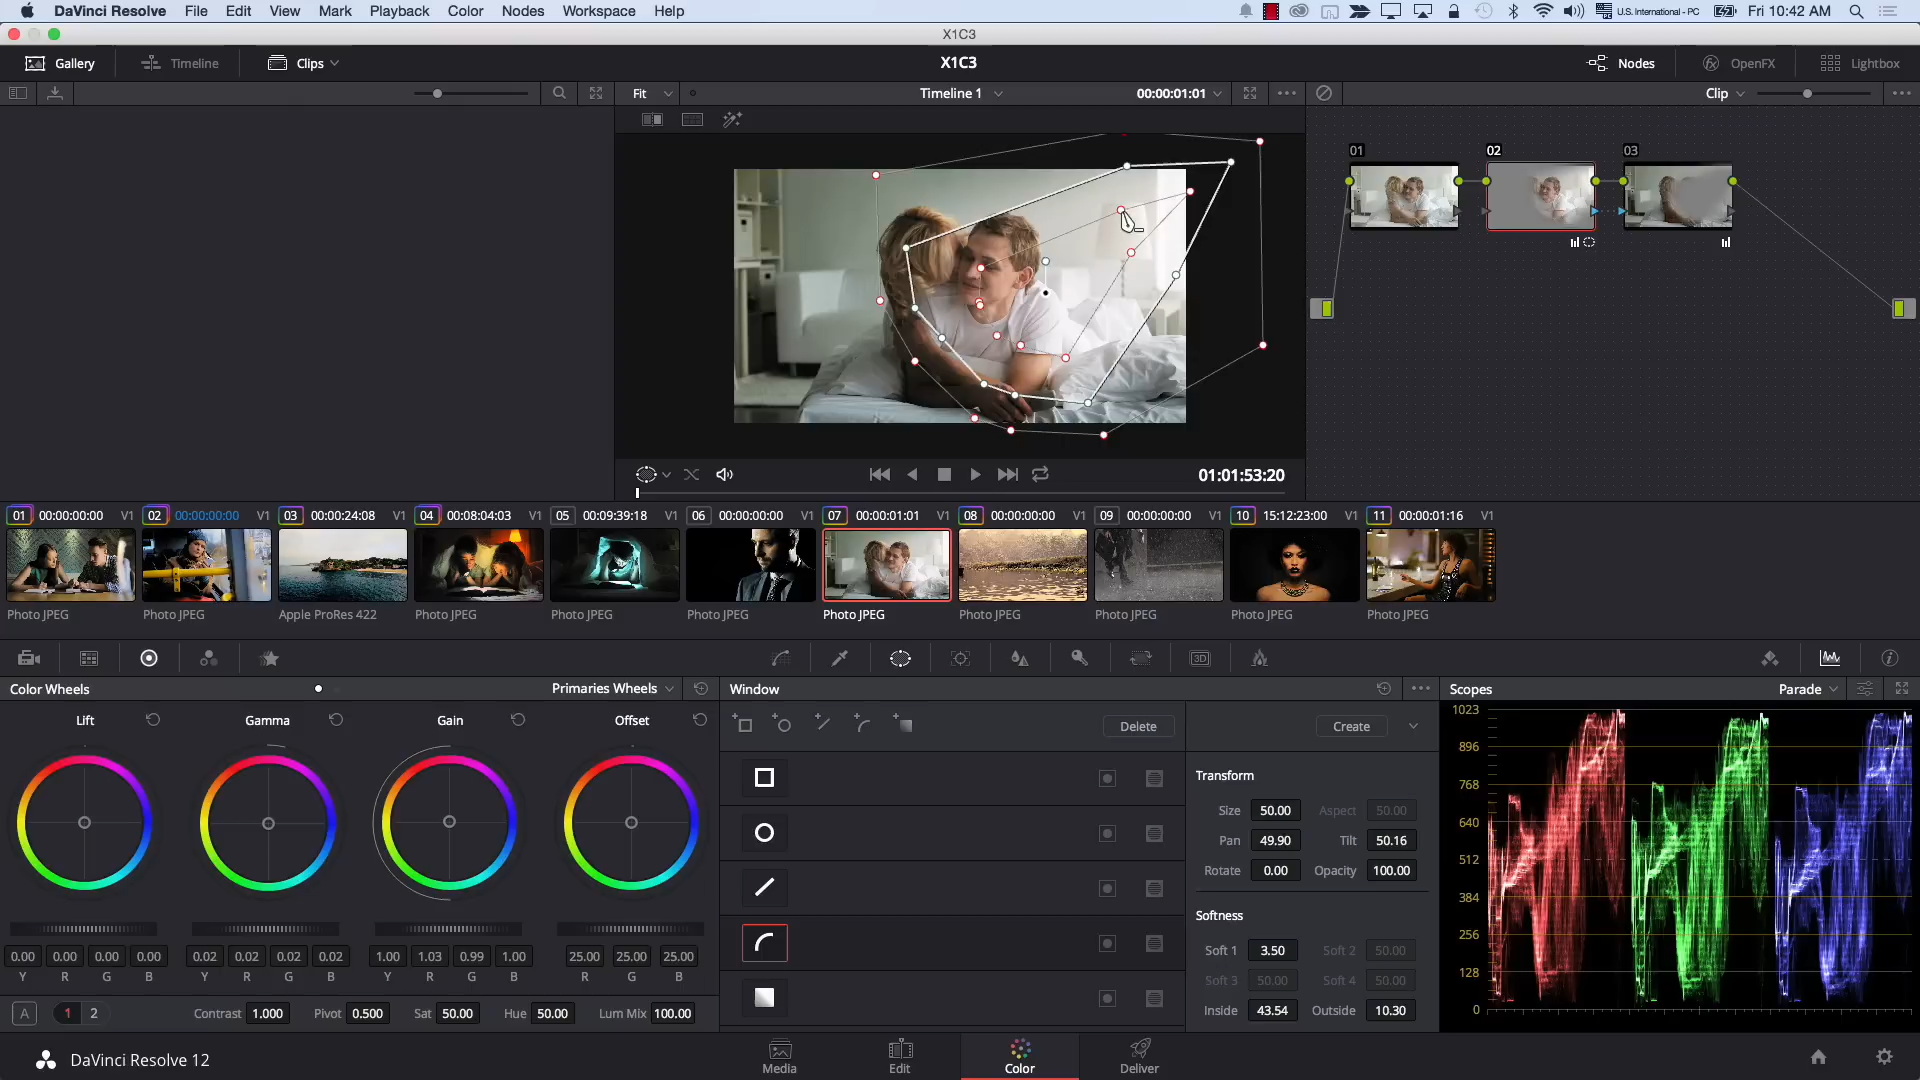 DaVinci Resolve File Edit View Mark Playback Color Nodes Workspace Help U.S. International - PC Fri 10:42 AM
X1C3
Gallery Timeline Clips X1C3 Nodes OpenFX Lightbox
Fit Timeline 1 00:00:01:01 Clip
01 02 03
01:01:53:20
01 00:00:00:00 V1 02 00:00:00:00 V1 03 00:00:24:08 V1 04 00:08:04:03 V1 05 00:09:39:18 V1 06 00:00:00:00 V1 07 00:00:01:01 V1 08 00:00:00:00 V1 09 00:00:00:00 V1 10 15:12:23:00 V1 11 00:00:01:16 V1
Photo JPEG Photo JPEG Apple ProRes 422 Photo JPEG Photo JPEG Photo JPEG Photo JPEG Photo JPEG Photo JPEG Photo JPEG Photo JPEG
3D
Color Wheels Primaries Wheels Window Scopes Parade
Lift Gamma Gain Offset
Delete Create
Transform
Size 50.00 Aspect 50.00
Pan 49.90 Tilt 50.16
Rotate 0.00 Opacity 100.00
Softness
Soft 1 3.50 Soft 2 50.00
Soft 3 50.00 Soft 4 50.00
Inside 43.54 Outside 10.30
1023
896
768
640
512
384
256
128
0
0.00 0.00 0.00 0.00 0.02 0.02 0.02 0.02 1.00 1.03 0.99 1.00 25.00 25.00 25.00
Y R G B Y R G B Y R G B R G B
A 1 2 Contrast 1.000 Pivot 0.500 Sat 50.00 Hue 50.00 Lum Mix 100.00
DaVinci Resolve 12 Media Edit Color Deliver